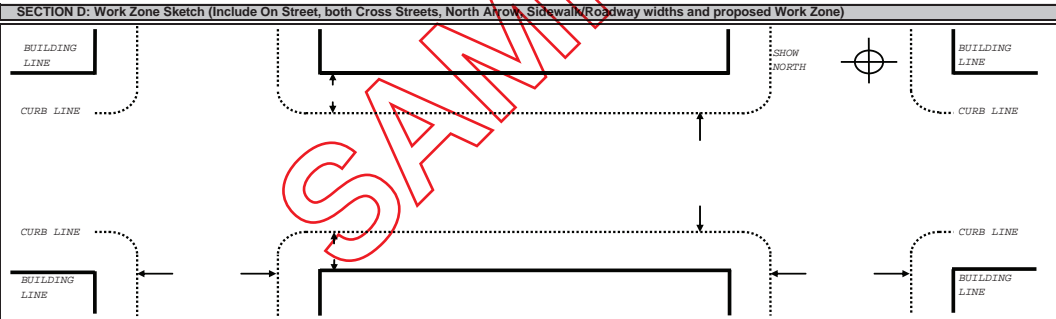 SECTION D: Work Zone Sketch (Include On Street, both Cross Streets, North Arrow, Sidewalk/Roadway widths and proposed Work Zone)
BUILDING
LINE
SHOW
NORTH
BUILDING
LINE
CURB LINE
CURB LINE
CURB LINE
CURB LINE
BUILDING
LINE
BUILDING
LINE